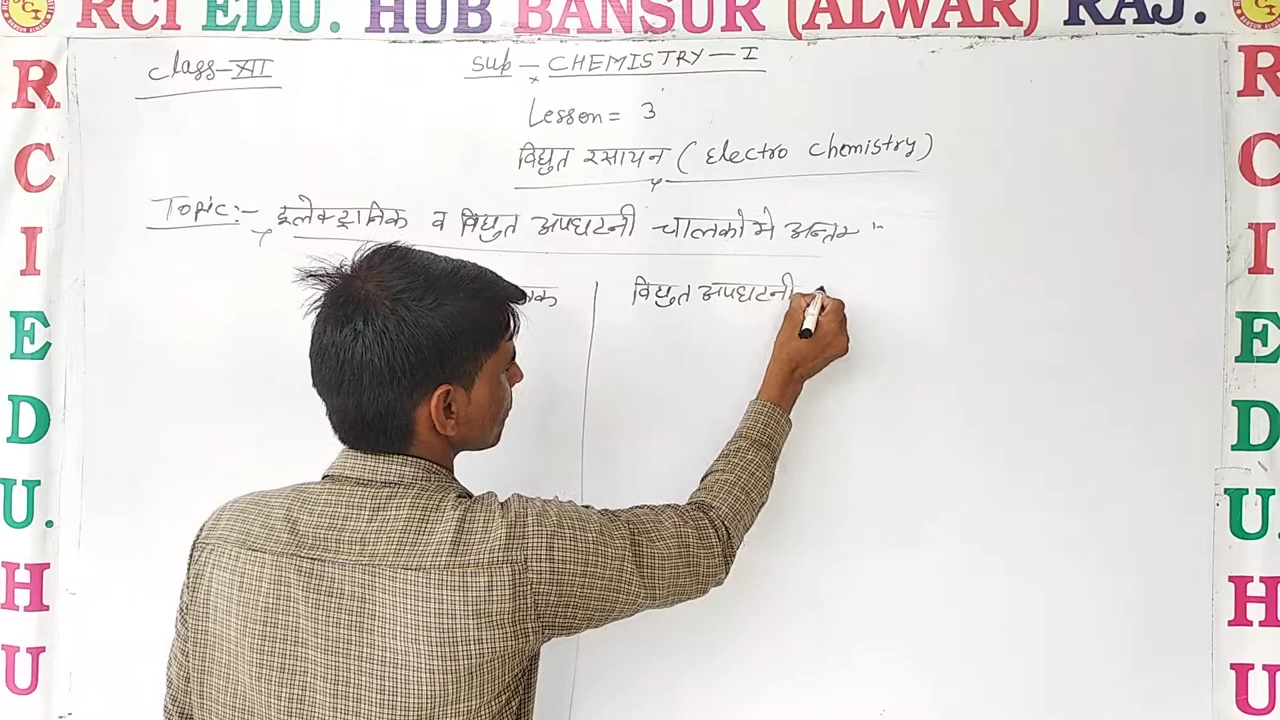 RCI EDU. HUB BANSUR (ALWAR) RAJ.
Class-XII
Sub - CHEMISTRY-I
Lesson = 3
विद्युत रसायन ( Electro Chemistry)
Topic:- इलेक्ट्रानिक व विद्युत अपघटनी चालको मे अन्तर :-
विद्युत अपघटनी
R
C
I
E
D
U.
H
U
R
C
I
E
D
U.
H
U